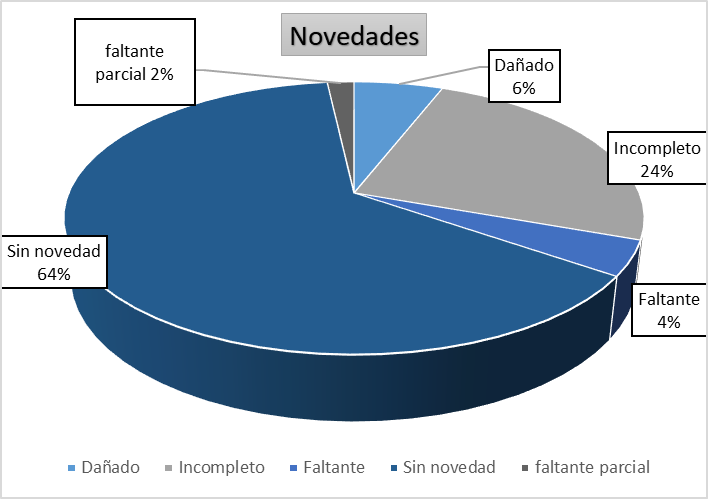 Novedades
faltante
parcial 2%
Dañado
6%
Incompleto
24%
Sin novedad
64%
Faltante
4%
Dañado
Incompleto
Faltante
Sin novedad
faltante parcial